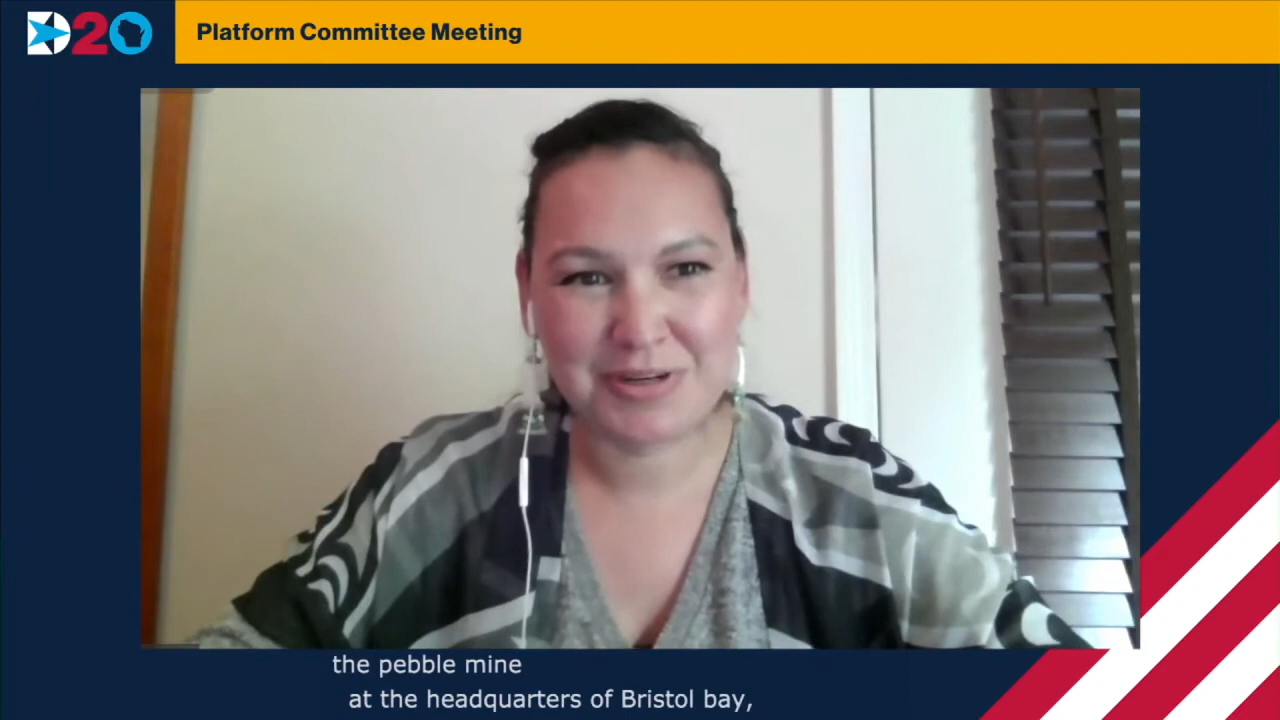 D20
Platform Committee Meeting
the pebble mine
at the headquarters of Bristol bay,